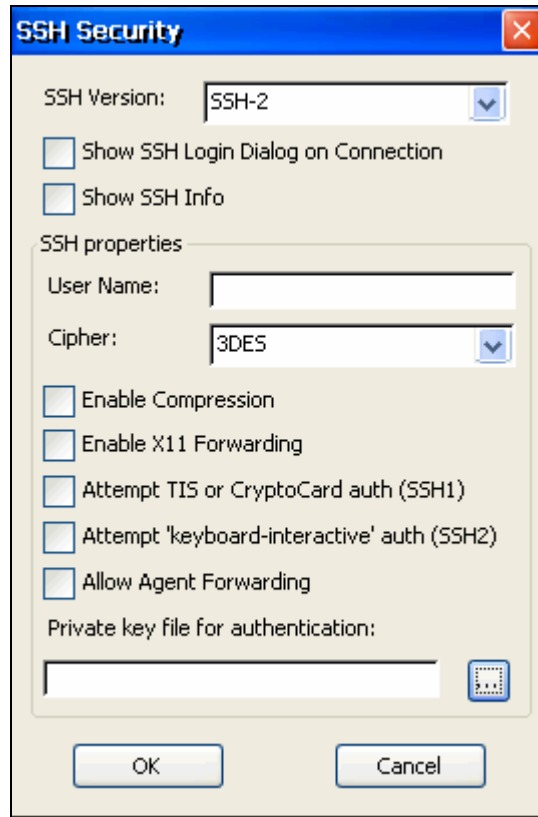 SSH Security
SSH Version: SSH-2
Show SSH Login Dialog on Connection
Show SSH Info
SSH properties
User Name:
Cipher: 3DES
Enable Compression
Enable X11 Forwarding
Attempt TIS or CryptoCard auth (SSH1)
Attempt 'keyboard-interactive' auth (SSH2)
Allow Agent Forwarding
Private key file for authentication:
...
OK Cancel